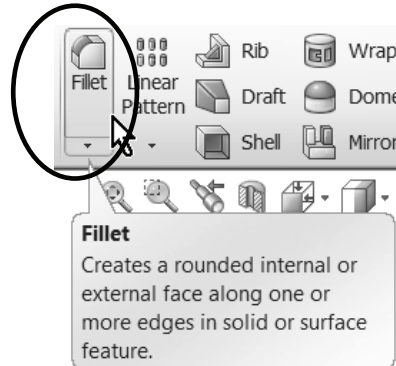 Fillet
Linear
Pattern
Rib
Wrap
Draft
Dome
Shell
Mirror
Fillet
Creates a rounded internal or
external face along one or
more edges in solid or surface
feature.